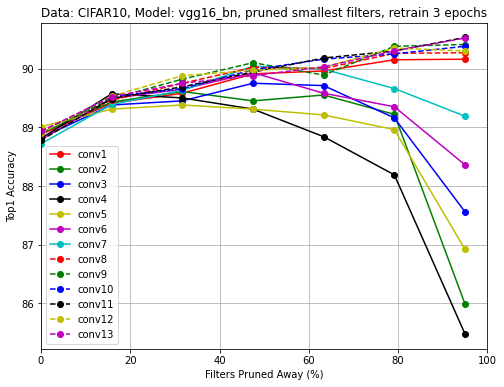 Data: CIFAR10, Model: vgg16_bn, pruned smallest filters, retrain 3 epochs
90
89
88
87
86
Top1 Accuracy
conv1
conv2
conv3
conv4
conv5
conv6
conv7
conv8
conv9
conv10
conv11
conv12
conv13
0 20 40 60 80 100
Filters Pruned Away (%)